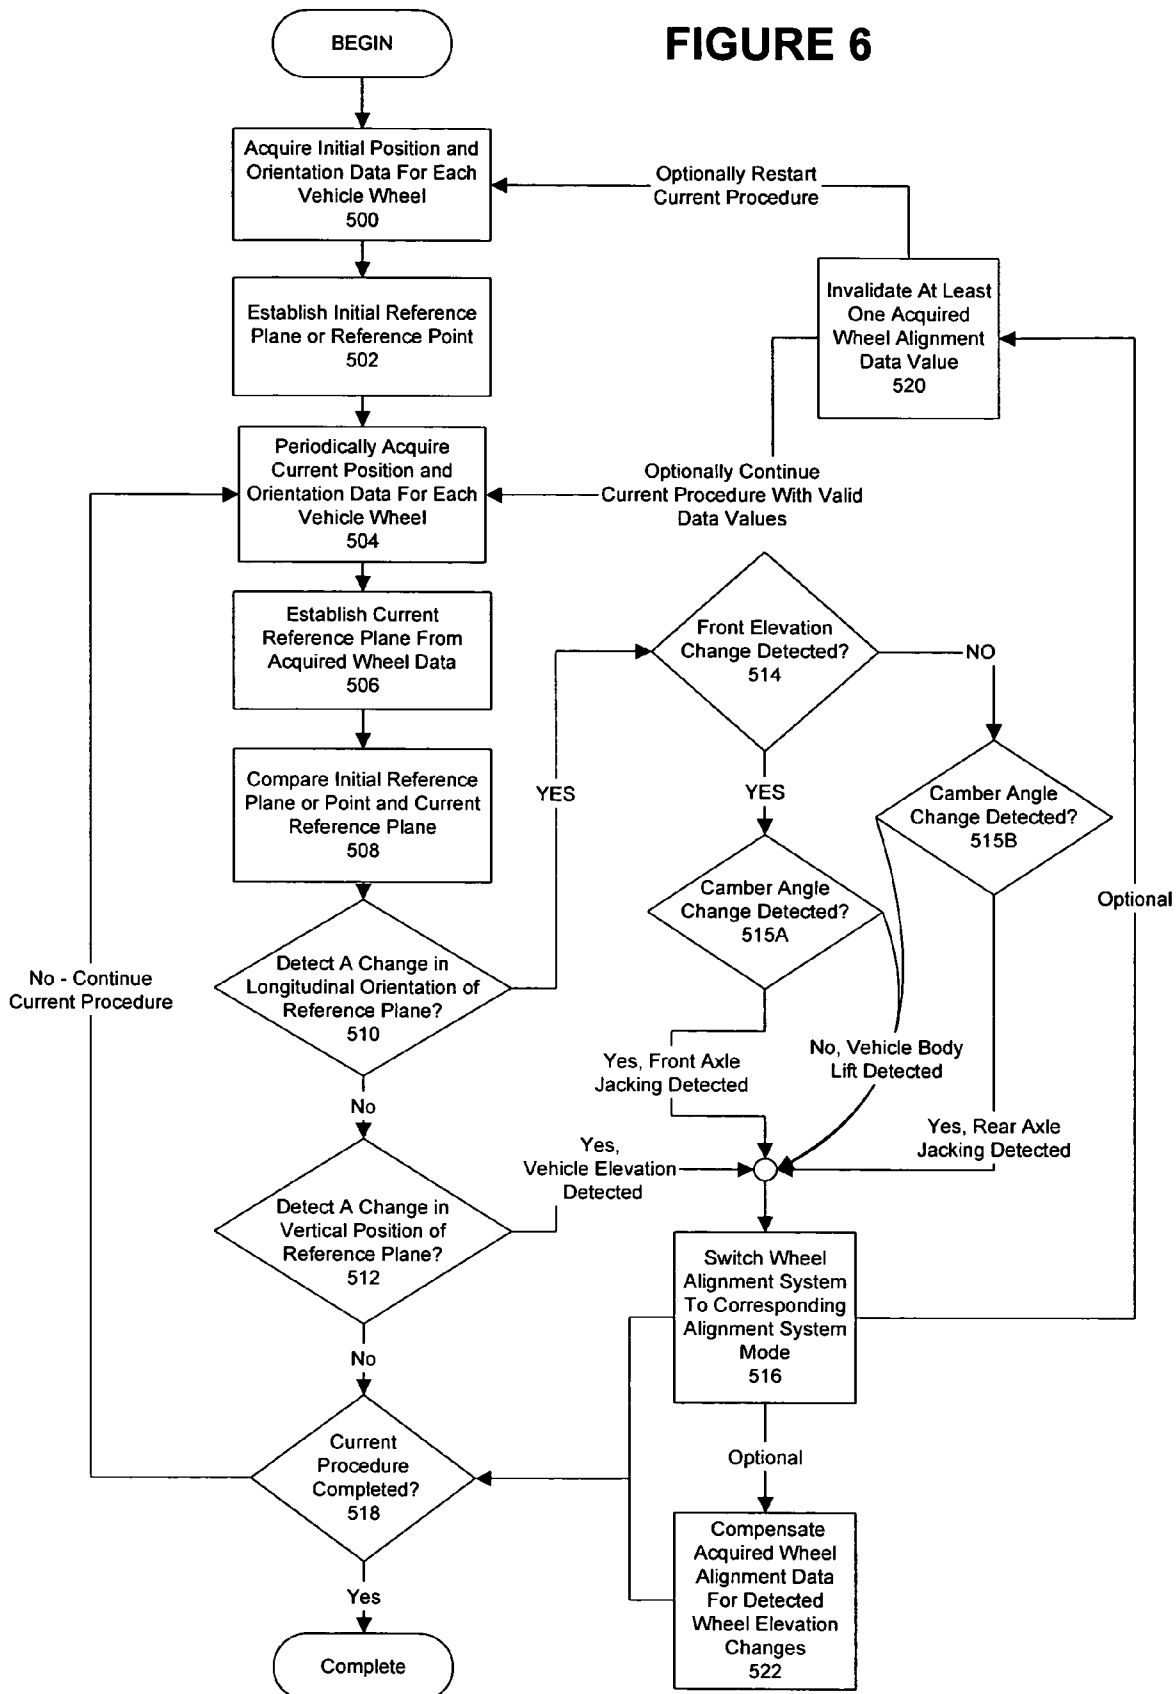 FIGURE 6
BEGIN
Acquire Initial Position and
Orientation Data For Each
Vehicle Wheel
500
Optionally Restart
Current Procedure
Establish Initial Reference
Plane or Reference Point
502
Invalidate At Least
One Acquired
Wheel Alignment
Data Value
520
Periodically Acquire
Current Position and
Orientation Data For Each
Vehicle Wheel
504
Optionally Continue
Current Procedure With Valid
Data Values
Establish Current
Reference Plane From
Acquired Wheel Data
506
Front Elevation
Change Detected?
514
NO
Compare Initial Reference
Plane or Point and Current
Reference Plane
508
YES
YES
Camber Angle
Change Detected?
515B
Camber Angle
Change Detected?
515A
Optional
No - Continue
Current Procedure
Detect A Change in
Longitudinal Orientation of
Reference Plane?
510
Yes, Front Axle
Jacking Detected
No, Vehicle Body
Lift Detected
No
Yes, Rear Axle
Jacking Detected
Yes,
Vehicle Elevation
Detected
Detect A Change in
Vertical Position of
Reference Plane?
512
Switch Wheel
Alignment System
To Corresponding
Alignment System
Mode
516
No
Current
Procedure
Completed?
518
Optional
Compensate
Acquired Wheel
Alignment Data
For Detected
Wheel Elevation
Changes
522
Yes
Complete